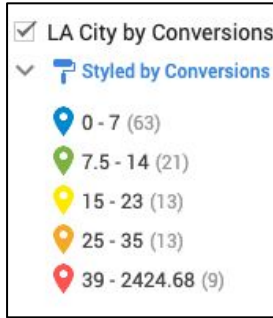 LA City by Conversions
Styled by Conversions
0 - 7 (63)
7.5 - 14 (21)
15 - 23 (13)
25 - 35 (13)
39 - 2424.68 (9)